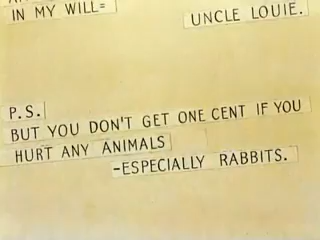 IN MY WILL=
UNCLE LOUIE.
P.S.
BUT YOU DON'T GET ONE CENT IF YOU
HURT ANY ANIMALS
-ESPECIALLY RABBITS.